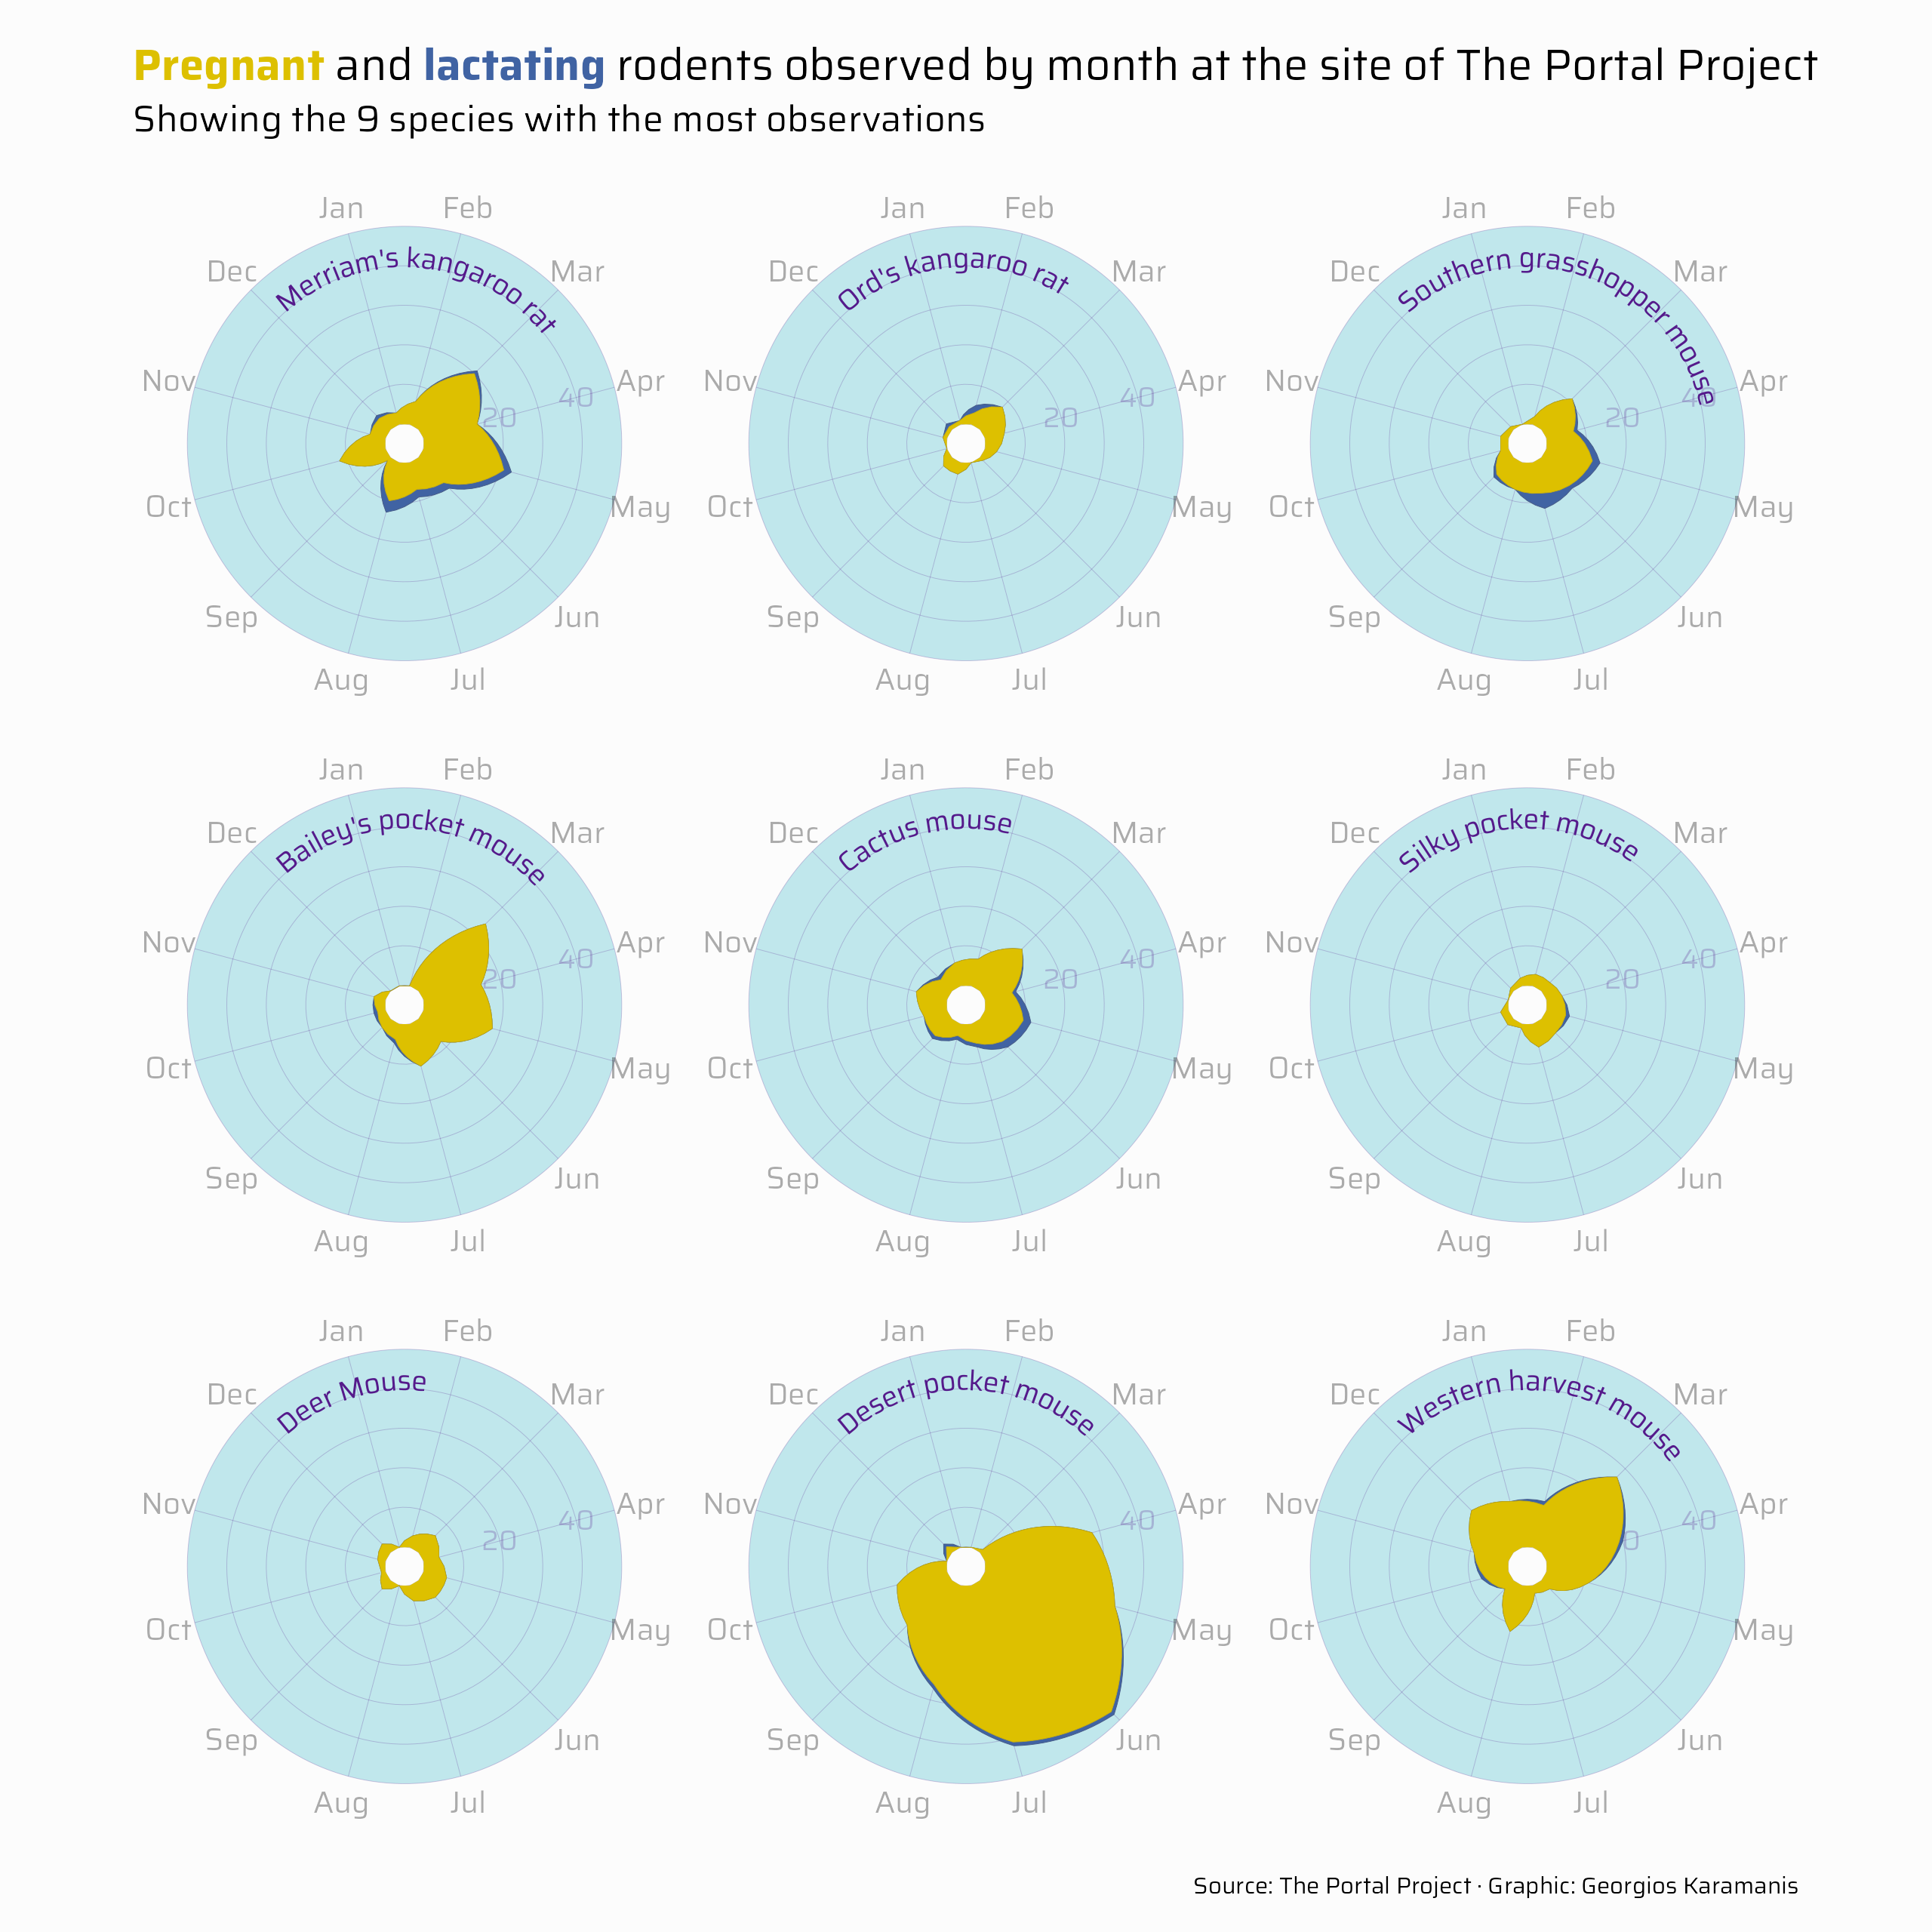 Pregnant and lactating rodents observed by month at the site of The Portal Project
Showing the 9 species with the most observations
Jan
Feb
Mar
Apr
May
Jun
Jul
Aug
Sep
Oct
Nov
Dec
Merriam's kangaroo rat
20
40
Jan
Feb
Mar
Apr
May
Jun
Jul
Aug
Sep
Oct
Nov
Dec
Ord's kangaroo rat
20
40
Jan
Feb
Mar
Apr
May
Jun
Jul
Aug
Sep
Oct
Nov
Dec
Southern grasshopper mouse
20
40
Jan
Feb
Mar
Apr
May
Jun
Jul
Aug
Sep
Oct
Nov
Dec
Bailey's pocket mouse
20
40
Jan
Feb
Mar
Apr
May
Jun
Jul
Aug
Sep
Oct
Nov
Dec
Cactus mouse
20
40
Jan
Feb
Mar
Apr
May
Jun
Jul
Aug
Sep
Oct
Nov
Dec
Silky pocket mouse
20
40
Jan
Feb
Mar
Apr
May
Jun
Jul
Aug
Sep
Oct
Nov
Dec
Deer Mouse
20
40
Jan
Feb
Mar
Apr
May
Jun
Jul
Aug
Sep
Oct
Nov
Dec
Desert pocket mouse
40
Jan
Feb
Mar
Apr
May
Jun
Jul
Aug
Sep
Oct
Nov
Dec
Western harvest mouse
0
40
Source: The Portal Project · Graphic: Georgios Karamanis